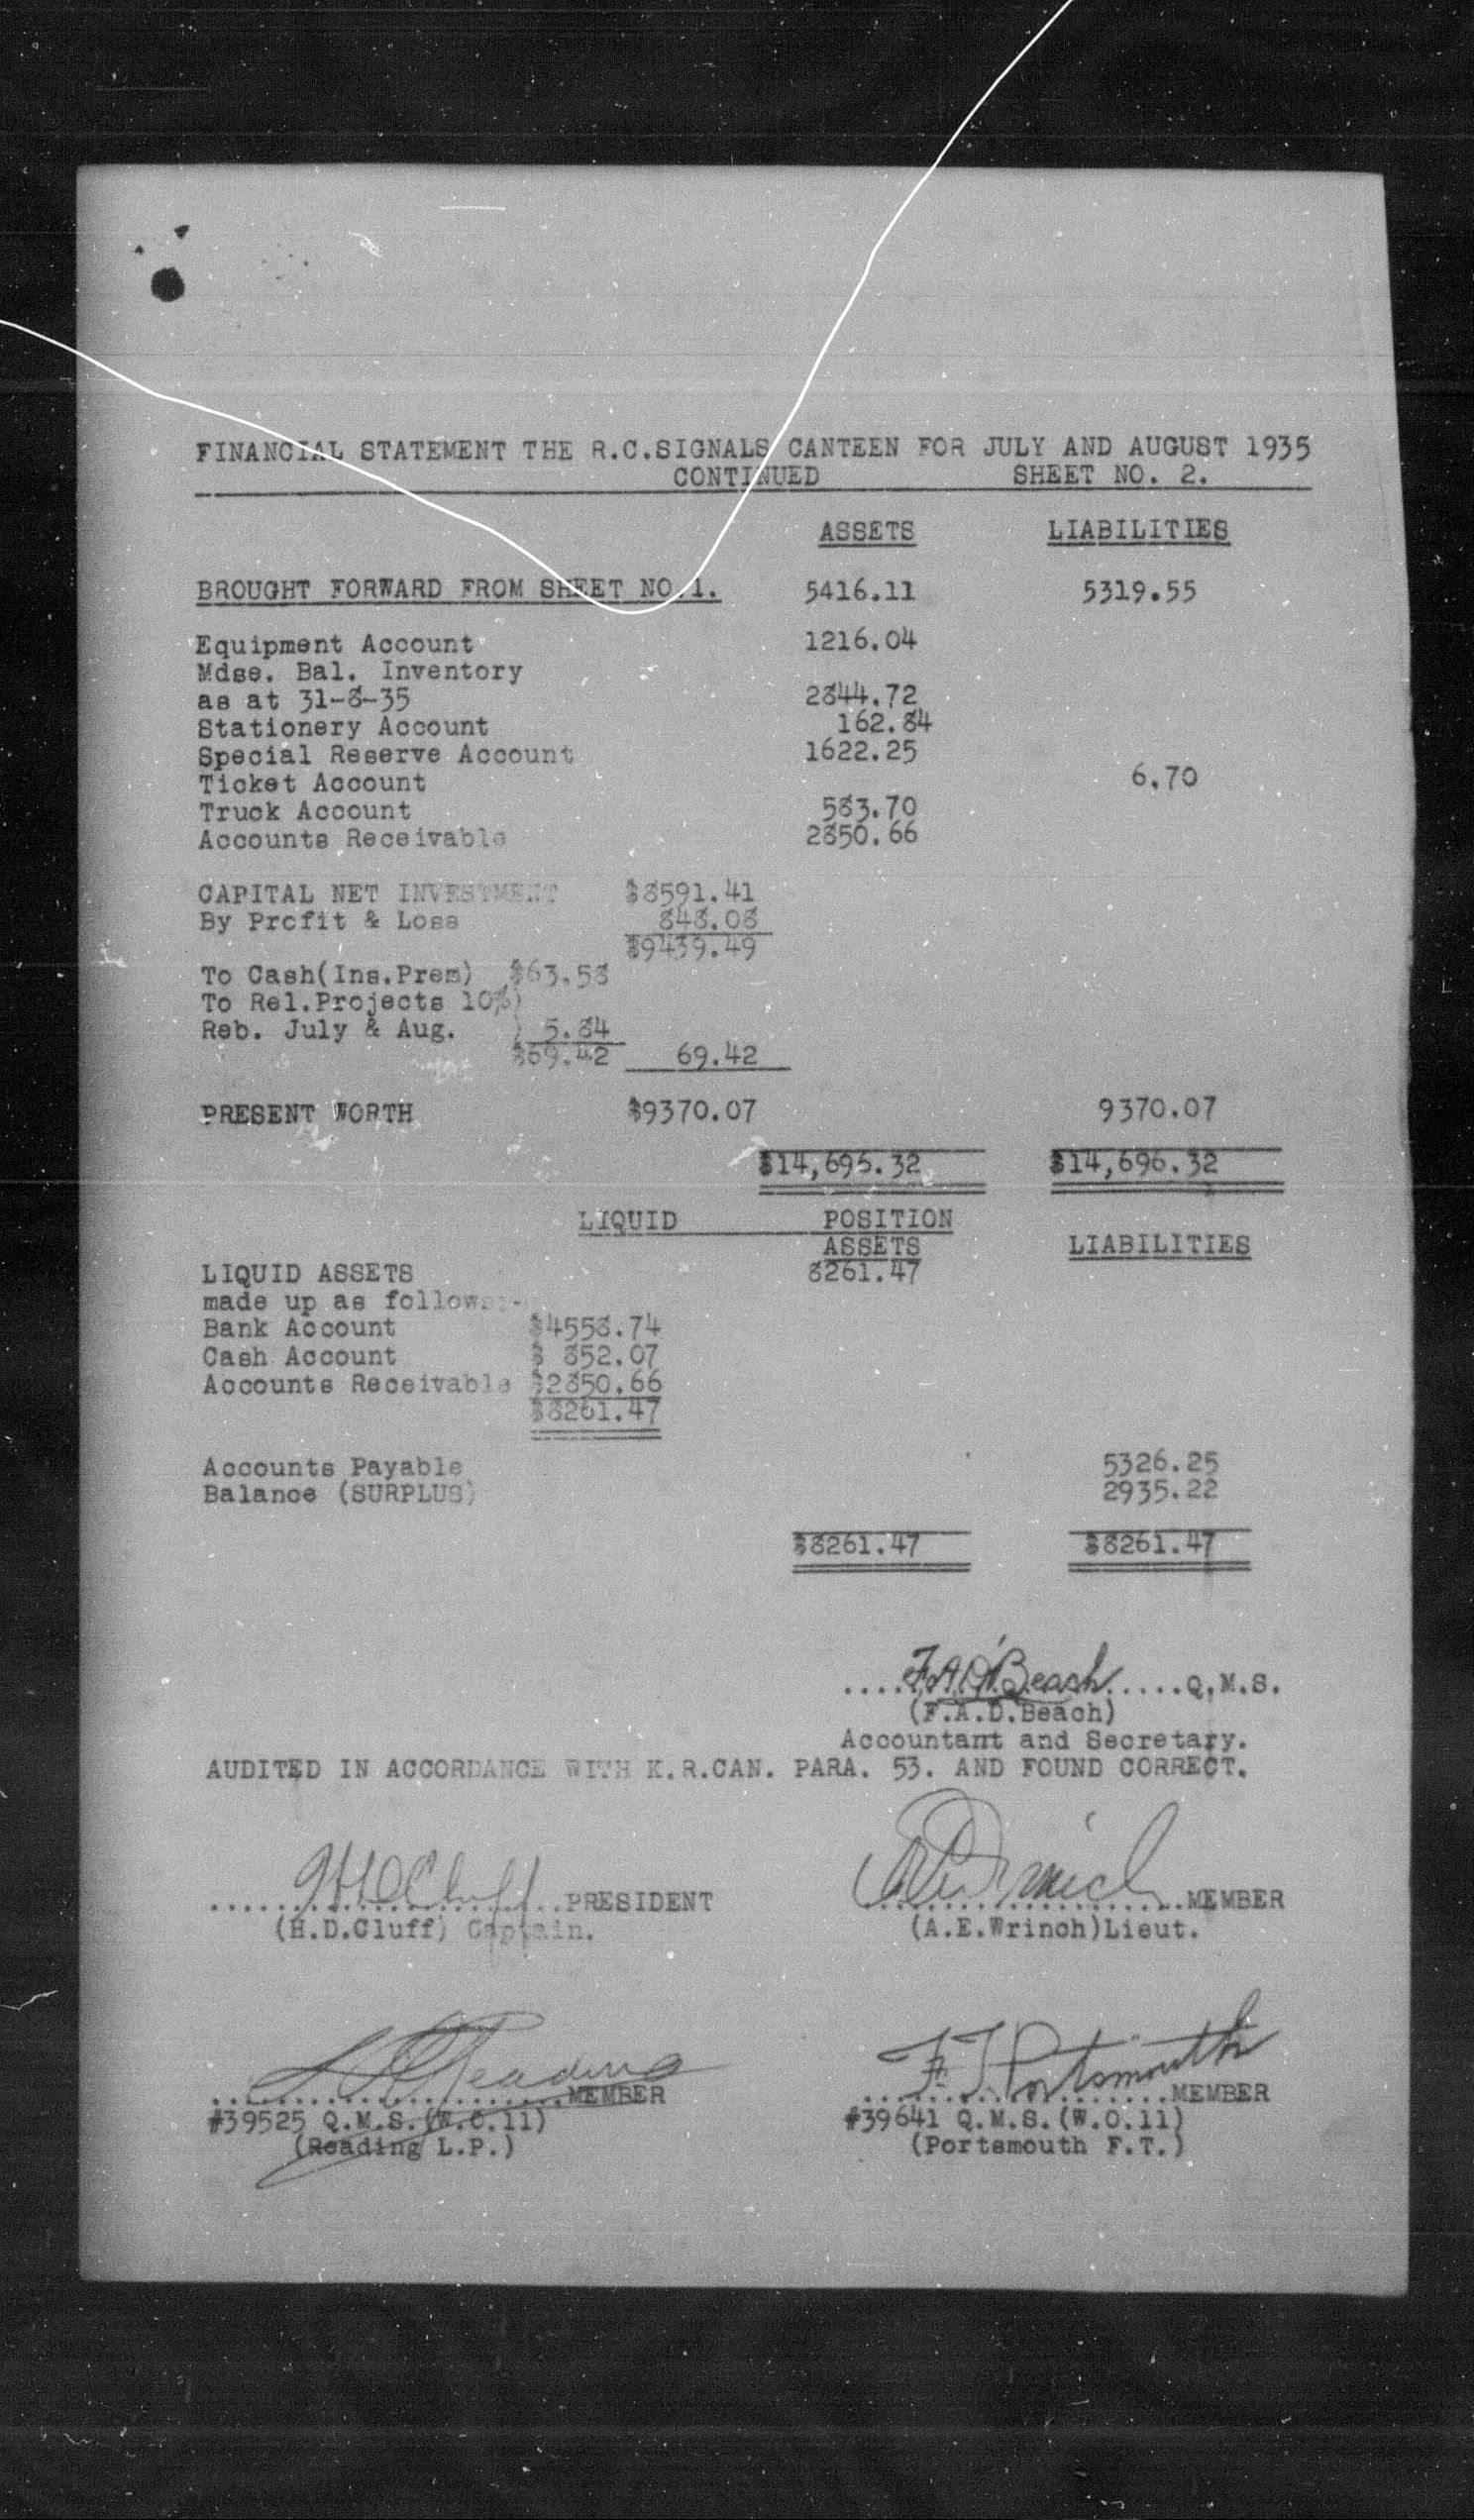 FINANCIAL STATEMENT THE R.C.SIGNALS CANTEEN FOR JULY AND AUGUST 1935
CONTINUED SHEET NO. 2.
ASSETS LIABILITIES
BROUGHT FORWARD FROM SHEET NO.1. 5416.11 5319.55
Equipment Account 1216.04
Mdse. Bal. Inventory
as at 31-8-35 2844.72
Stationery Account 162.84
Special Reserve Account 1622.25
Ticket Account 6.70
Truck Account 583.70
Accounts Receivable 2850.66
CAPITAL NET INVESTMENT $8591.41
By Profit & Loss 848.08
$9439.49
To Cash(Ins.Prem) $63.58
To Rel.Projects 10%)
Reb. July & Aug. ) 5.84
$69.42 69.42
PRESENT WORTH $9370.07 9370.07
$14,696.32 $14,696.32
LIQUID POSITION
ASSETS LIABILITIES
LIQUID ASSETS 8261.47
made up as follows:-
Bank Account $4558.74
Cash Account $ 852.07
Accounts Receivable $2850.66
$8261.47
Accounts Payable 5326.25
Balance (SURPLUS) 2935.22
$8261.47 $8261.47
....F.A.D.Beach.....Q.M.S.
(F.A.D.Beach)
Accountant and Secretary.
AUDITED IN ACCORDANCE WITH K.R.CAN. PARA. 53. AND FOUND CORRECT.
HDCluff PRESIDENT MEMBER
(H.D.Cluff) Captain. (A.E.Wrinch)Lieut.
Reading MEMBER F.T.Portsmouth MEMBER
#39525 Q.M.S.(W.O.11) #39641 Q.M.S.(W.O.11)
(Reading L.P.) (Portsmouth F.T.)